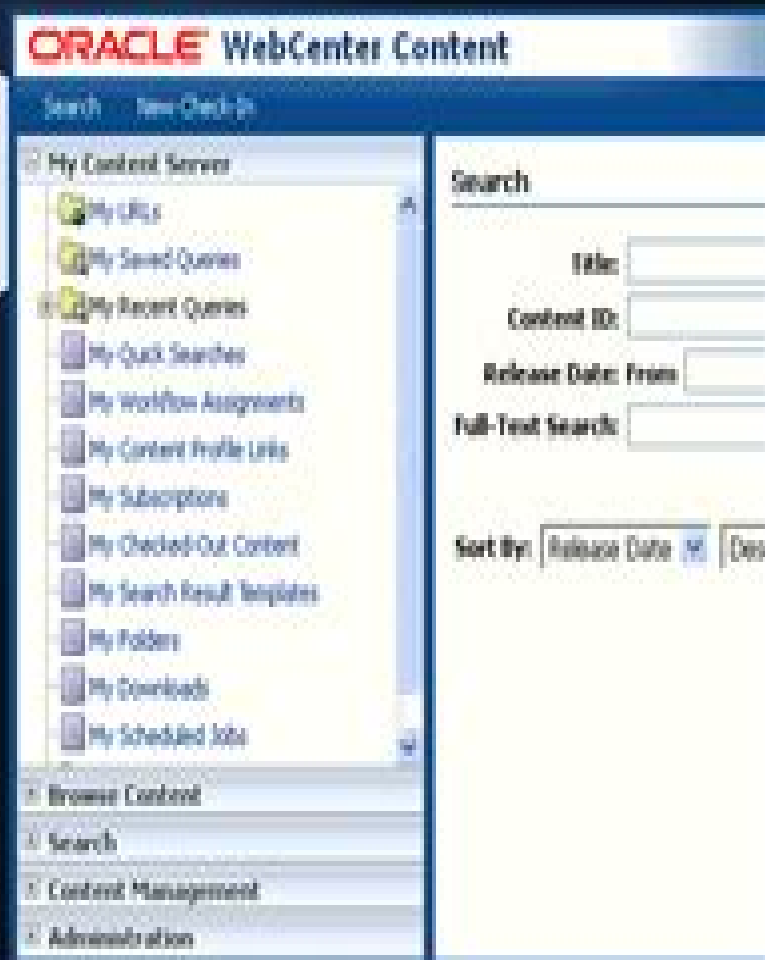 ORACLE WebCenter Content
Search New Check-In
My Content Server
My URLs
My Saved Queries
My Recent Queries
My Quick Searches
My Workflow Assignments
My Content Profile Links
My Subscriptions
My Checked-Out Content
My Search Result Templates
My Folders
My Downloads
My Scheduled Jobs
Browse Content
Search
Content Management
Administration
Search
Title:
Content ID:
Release Date: From
Full-Text Search:
Sort By: Release Date Des